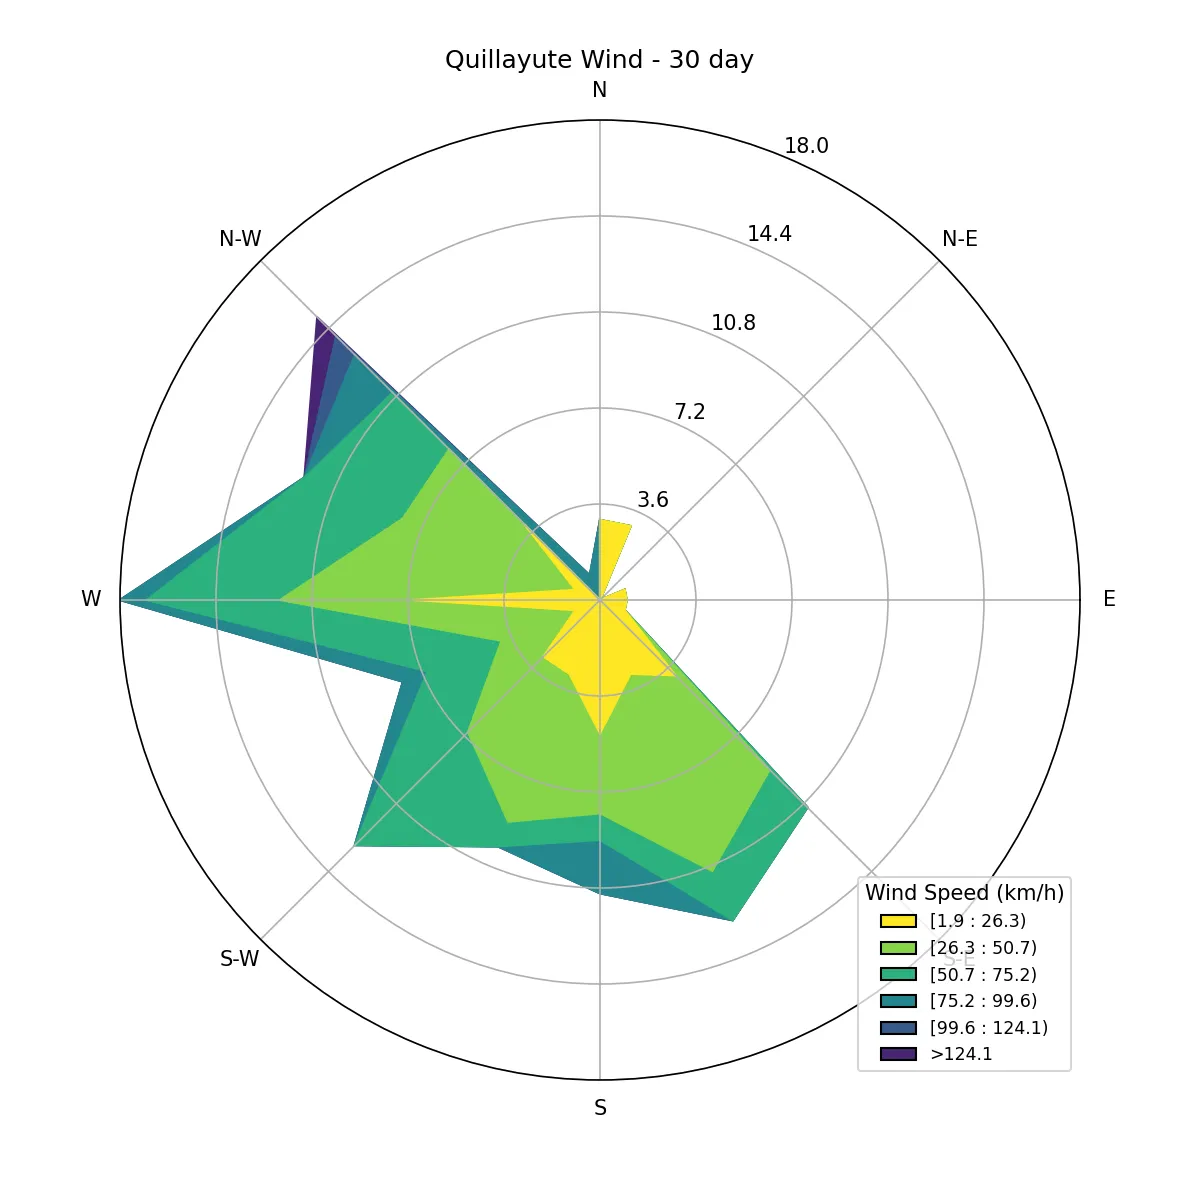 Quillayute Wind - 30 day
N
18.0
14.4
N-W
N-E
10.8
7.2
3.6
W
E
Wind Speed (km/h)
[1.9 : 26.3)
[26.3 : 50.7)
S-W
S-E
[50.7 : 75.2)
[75.2 : 99.6)
[99.6 : 124.1)
>124.1
S